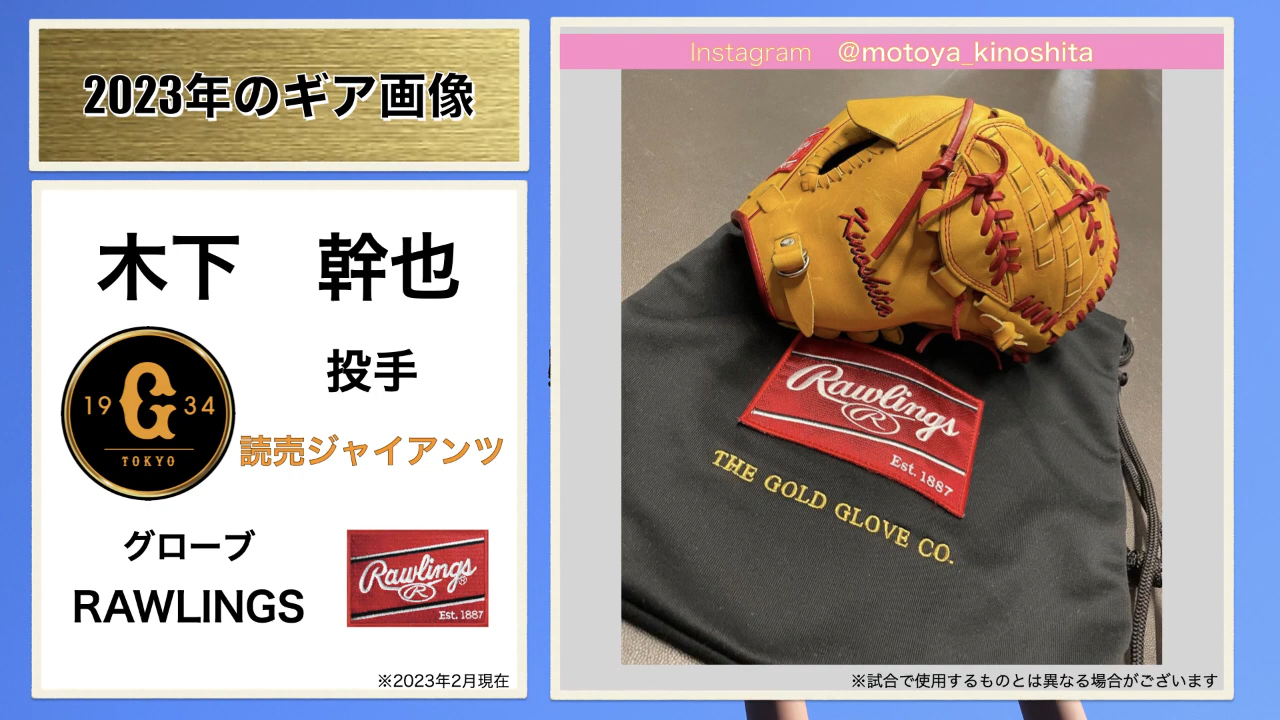 2023年のギア画像
木下　幹也
投手
19 G 34
TOKYO
読売ジャイアンツ
グローブ
RAWLINGS
Rawlings®
R
Est. 1887
※2023年2月現在
Instagram　@motoya_kinoshita
Kinoshita
Rawlings
R
Est. 1887
THE GOLD GLOVE CO.
※試合で使用するものとは異なる場合がございます